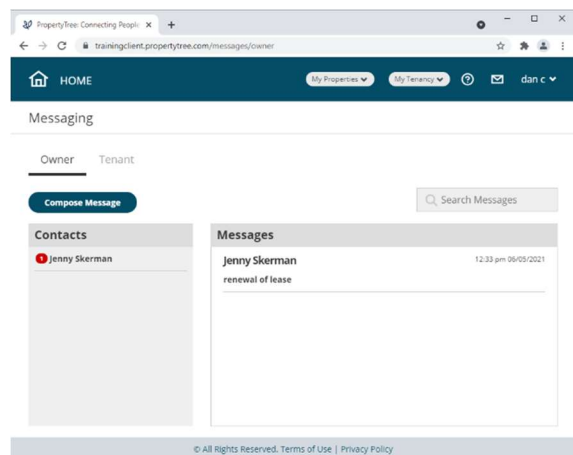 PropertyTree: Connecting People
trainingclient.propertytree.com/messages/owner
HOME
My Properties
My Tenancy
dan c
Messaging
Owner
Tenant
Compose Message
Search Messages
Contacts
Messages
1 Jenny Skerman
Jenny Skerman
12:33 pm 06/05/2021
renewal of lease
© All Rights Reserved. Terms of Use | Privacy Policy